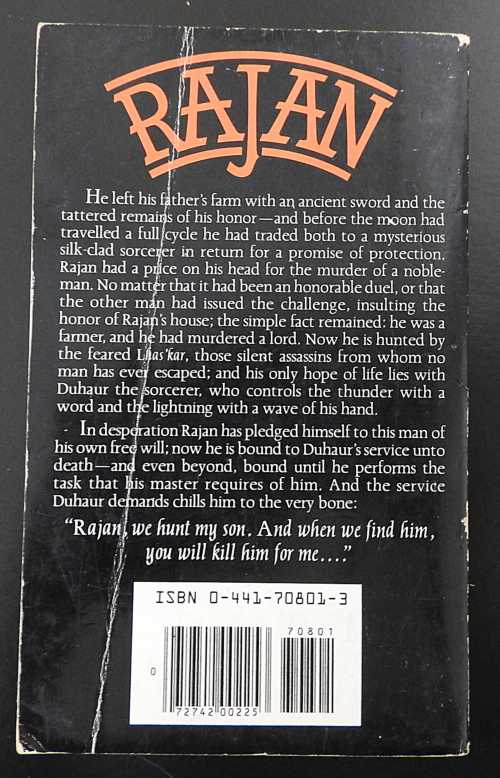 RAJAN
He left his father's farm with an ancient sword and the
tattered remains of his honor—and before the moon had
travelled a full cycle he had traded both to a mysterious
silk-clad sorcerer in return for a promise of protection.
Rajan had a price on his head for the murder of a noble-
man. No matter that it had been an honorable duel, or that
the other man had issued the challenge, insulting the
honor of Rajan's house; the simple fact remained: he was a
farmer, and he had murdered a lord. Now he is hunted by
the feared Lhas'kar, those silent assassins from whom no
man has ever escaped; and his only hope of life lies with
Duhaur the sorcerer, who controls the thunder with a
word and the lightning with a wave of his hand.
In desperation Rajan has pledged himself to this man of
his own free will; now he is bound to Duhaur's service unto
death—and even beyond, bound until he performs the
task that his master requires of him. And the service
Duhaur demands chills him to the very bone:
"Rajan, we hunt my son. And when we find him,
you will kill him for me...."
ISBN 0-441-70801-3
70801
0
72742 00225